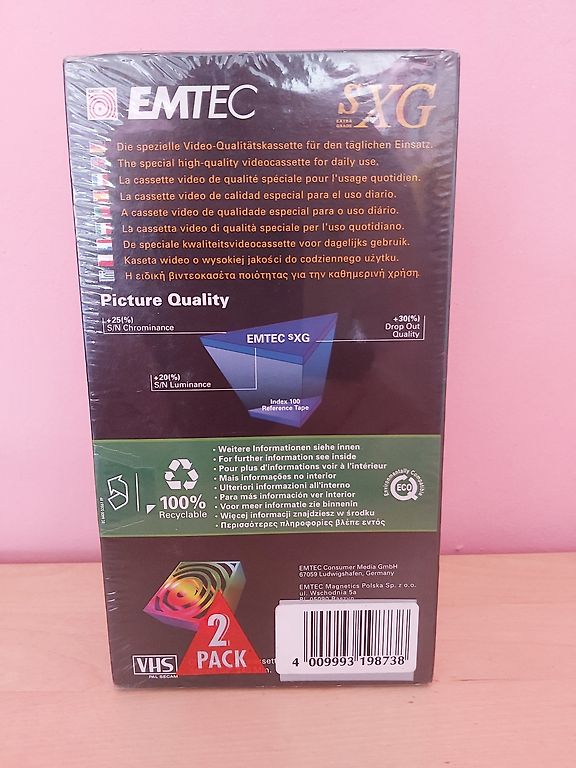 EMTEC
SXG
EXTRA GRADE
Die spezielle Video-Qualitätskassette für den täglichen Einsatz.
The special high-quality videocassette for daily use.
La cassette video de qualité spéciale pour l'usage quotidien.
La cassette video de calidad especial para el uso diario.
A cassete video de qualidade especial para o uso diário.
La cassetta video di qualità speciale per l'uso quotidiano.
De speciale kwaliteitsvideocassette voor dagelijks gebruik.
Kaseta wideo o wysokiej jakości do codziennego użytku.
Η ειδική βιντεοκασέτα ποιότητας για την καθημερινή χρήση.
Picture Quality
+25(%)
S/N Chrominance
+30(%)
Drop Out
Quality
EMTEC SXG
+20(%)
S/N Luminance
Index 100
Reference Tape
• Weitere Informationen siehe innen
• For further information see inside
• Pour plus d'informations voir à l'intérieur
• Mais informações no interior
• Ulteriori informazioni all'interno
• Para más información ver interior
• Voor meer informatie zie binnenin
• Więcej informacji znajdziesz w środku
• Περισσότερες πληροφορίες βλέπε εντός
100%
Recyclable
Environmentally Compatible
ECO
EMTEC Consumer Media GmbH
67059 Ludwigshafen, Germany
EMTEC Magnetics Polska Sp. z o.o.
ul. Wschodnia 5a
PL 05090 Raszyn
2
PACK
VHS
PAL SECAM
4 009993 198738